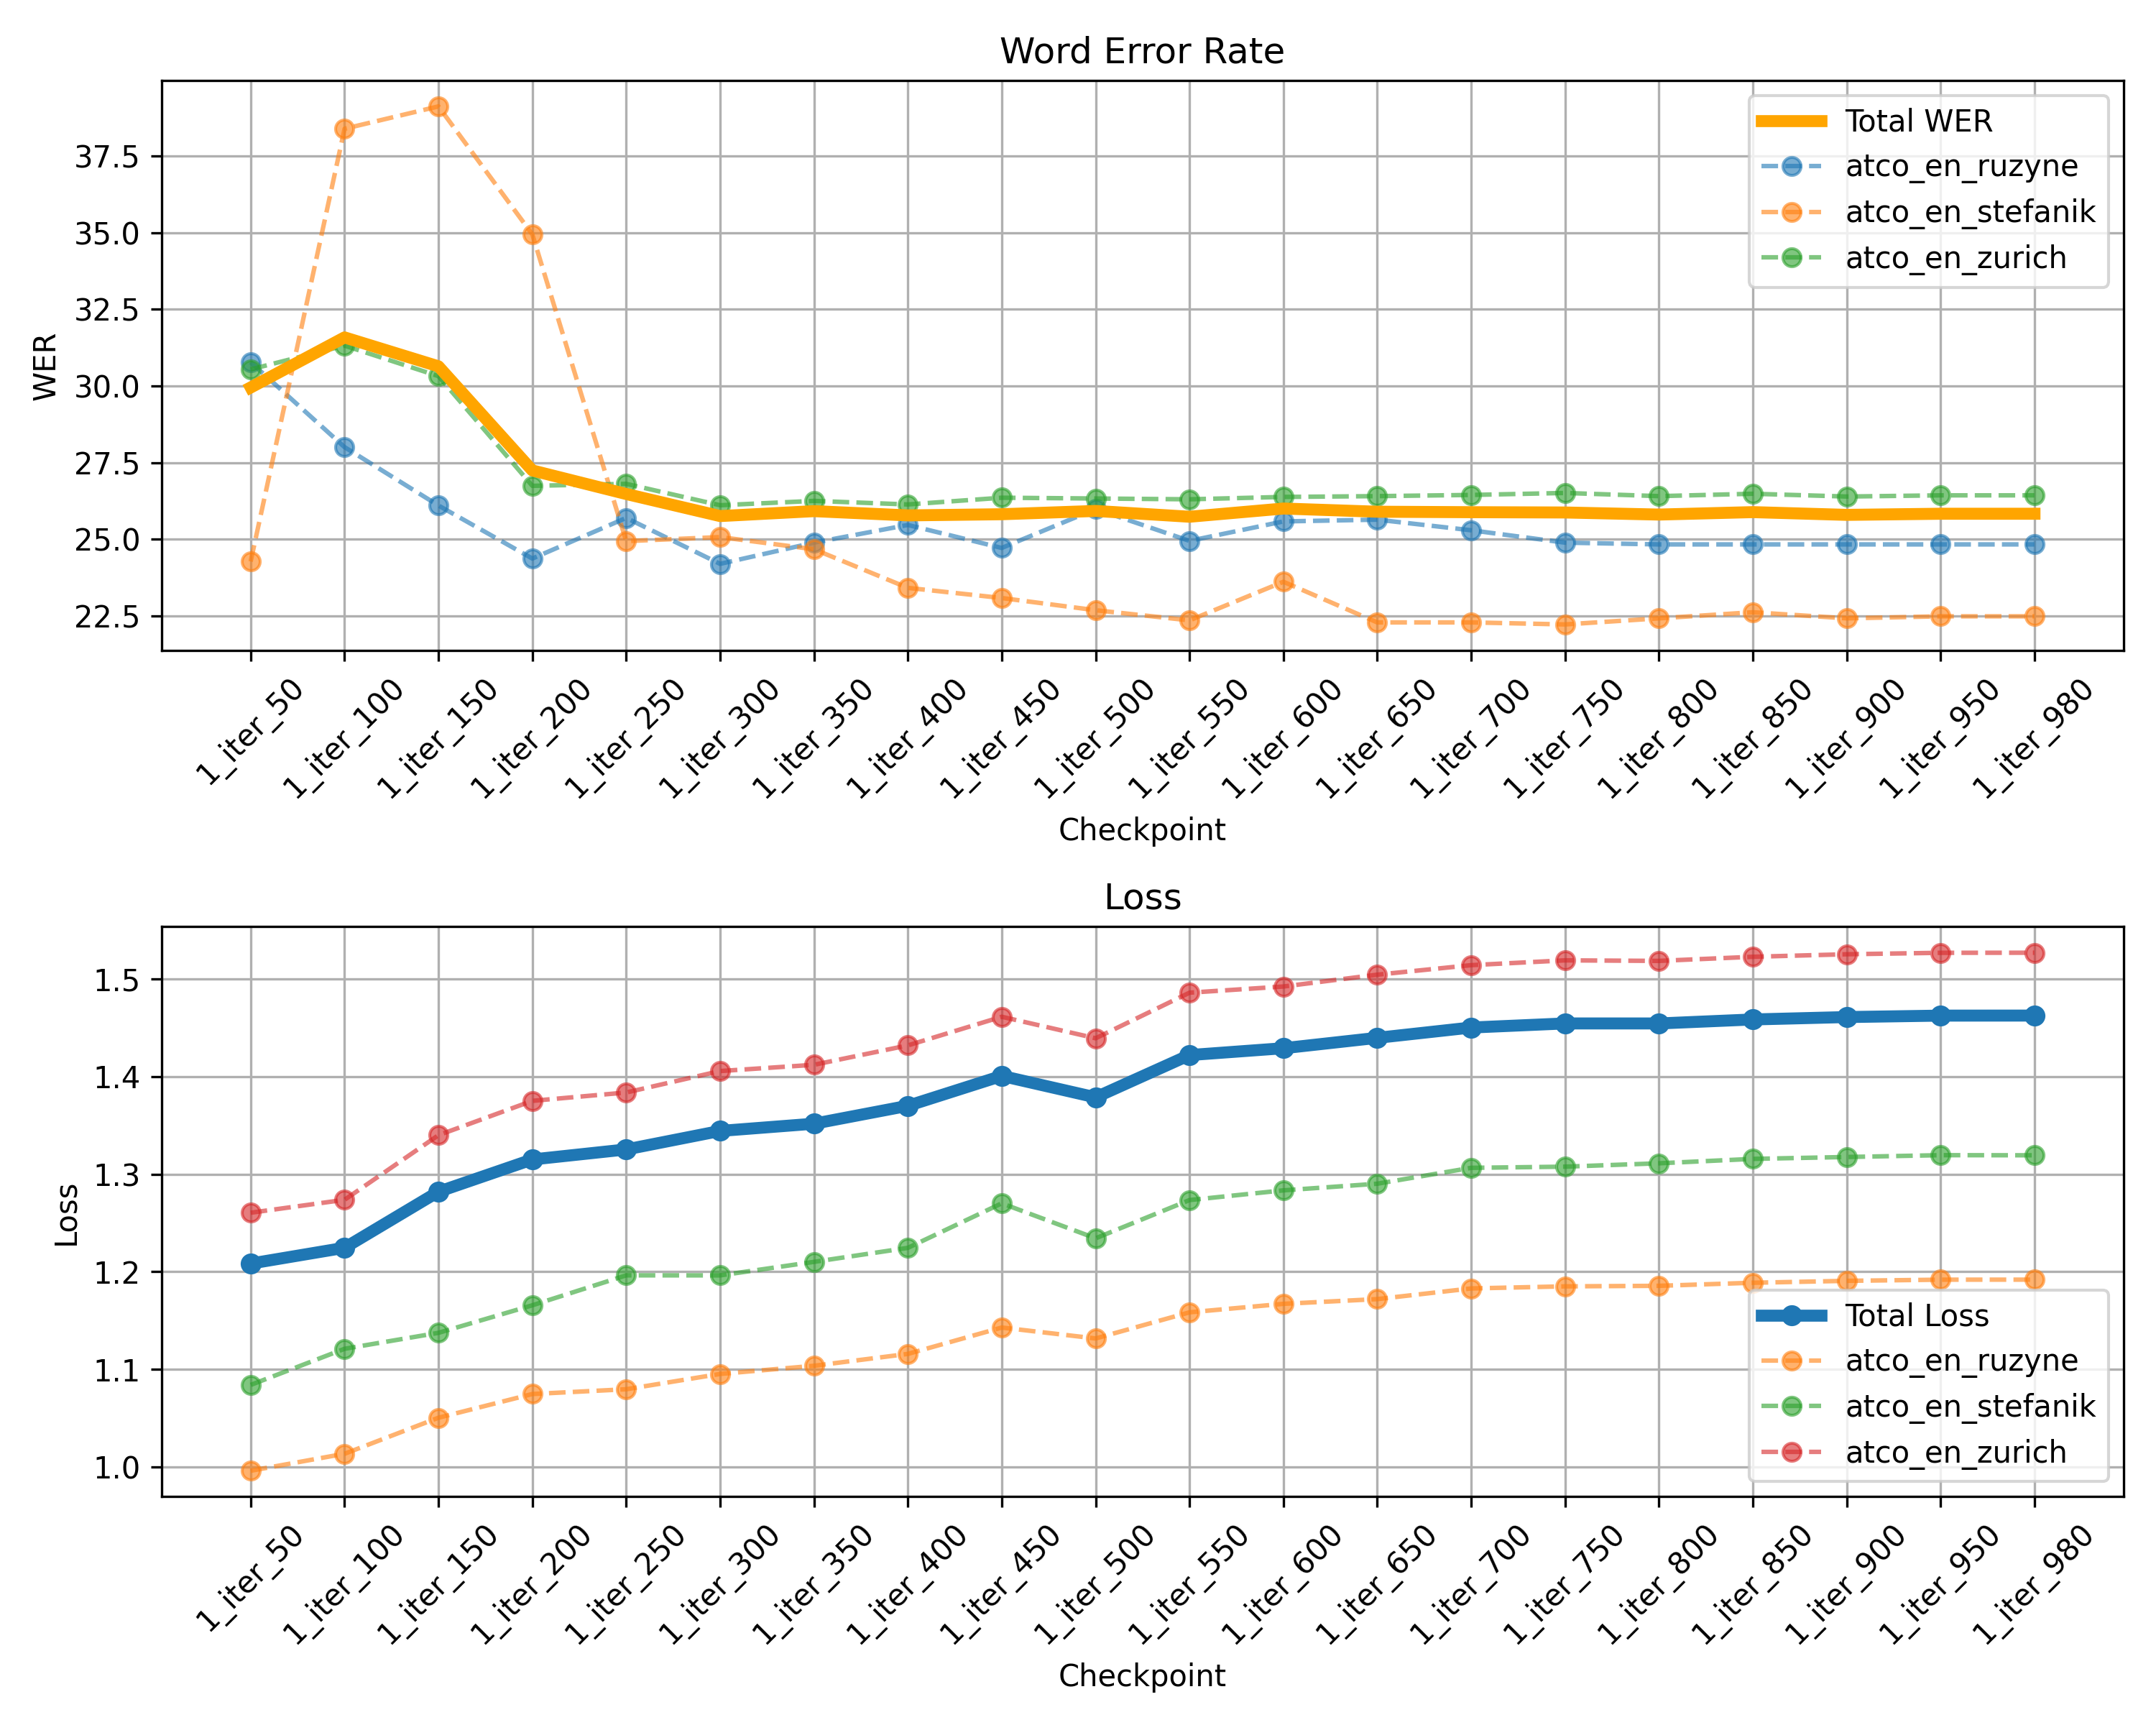 Word Error Rate
WER
37.5
35.0
32.5
30.0
27.5
25.0
22.5
Total WER
atco_en_ruzyne
atco_en_stefanik
atco_en_zurich
1_iter_50
1_iter_100
1_iter_150
1_iter_200
1_iter_250
1_iter_300
1_iter_350
1_iter_400
1_iter_450
1_iter_500
1_iter_550
1_iter_600
1_iter_650
1_iter_700
1_iter_750
1_iter_800
1_iter_850
1_iter_900
1_iter_950
1_iter_980
Checkpoint
Loss
Loss
1.5
1.4
1.3
1.2
1.1
1.0
Total Loss
atco_en_ruzyne
atco_en_stefanik
atco_en_zurich
1_iter_50
1_iter_100
1_iter_150
1_iter_200
1_iter_250
1_iter_300
1_iter_350
1_iter_400
1_iter_450
1_iter_500
1_iter_550
1_iter_600
1_iter_650
1_iter_700
1_iter_750
1_iter_800
1_iter_850
1_iter_900
1_iter_950
1_iter_980
Checkpoint